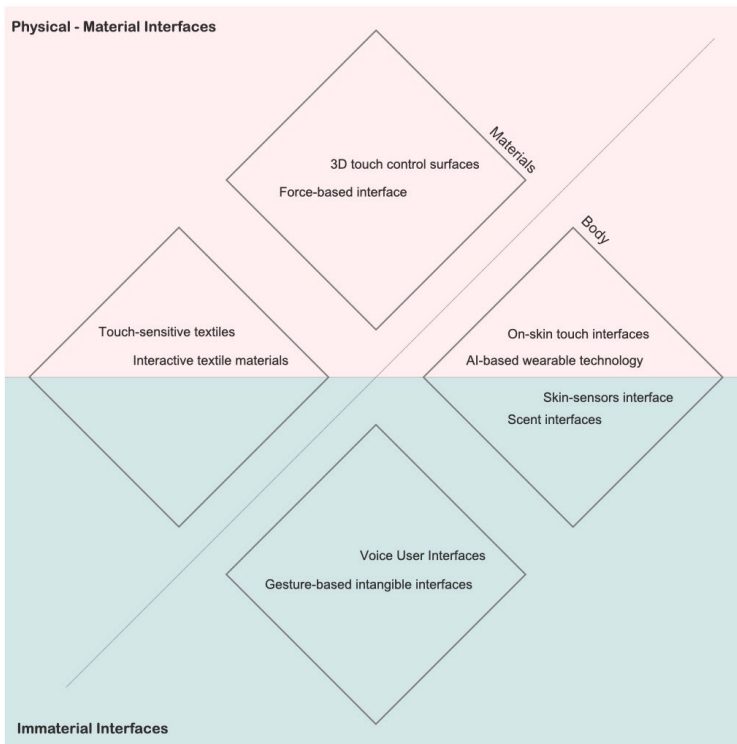 Physical - Material Interfaces
Materials
3D touch control surfaces
Force-based interface
Body
Touch-sensitive textiles
Interactive textile materials
On-skin touch interfaces
AI-based wearable technology
Skin-sensors interface
Scent interfaces
Voice User Interfaces
Gesture-based intangible interfaces
Immaterial Interfaces